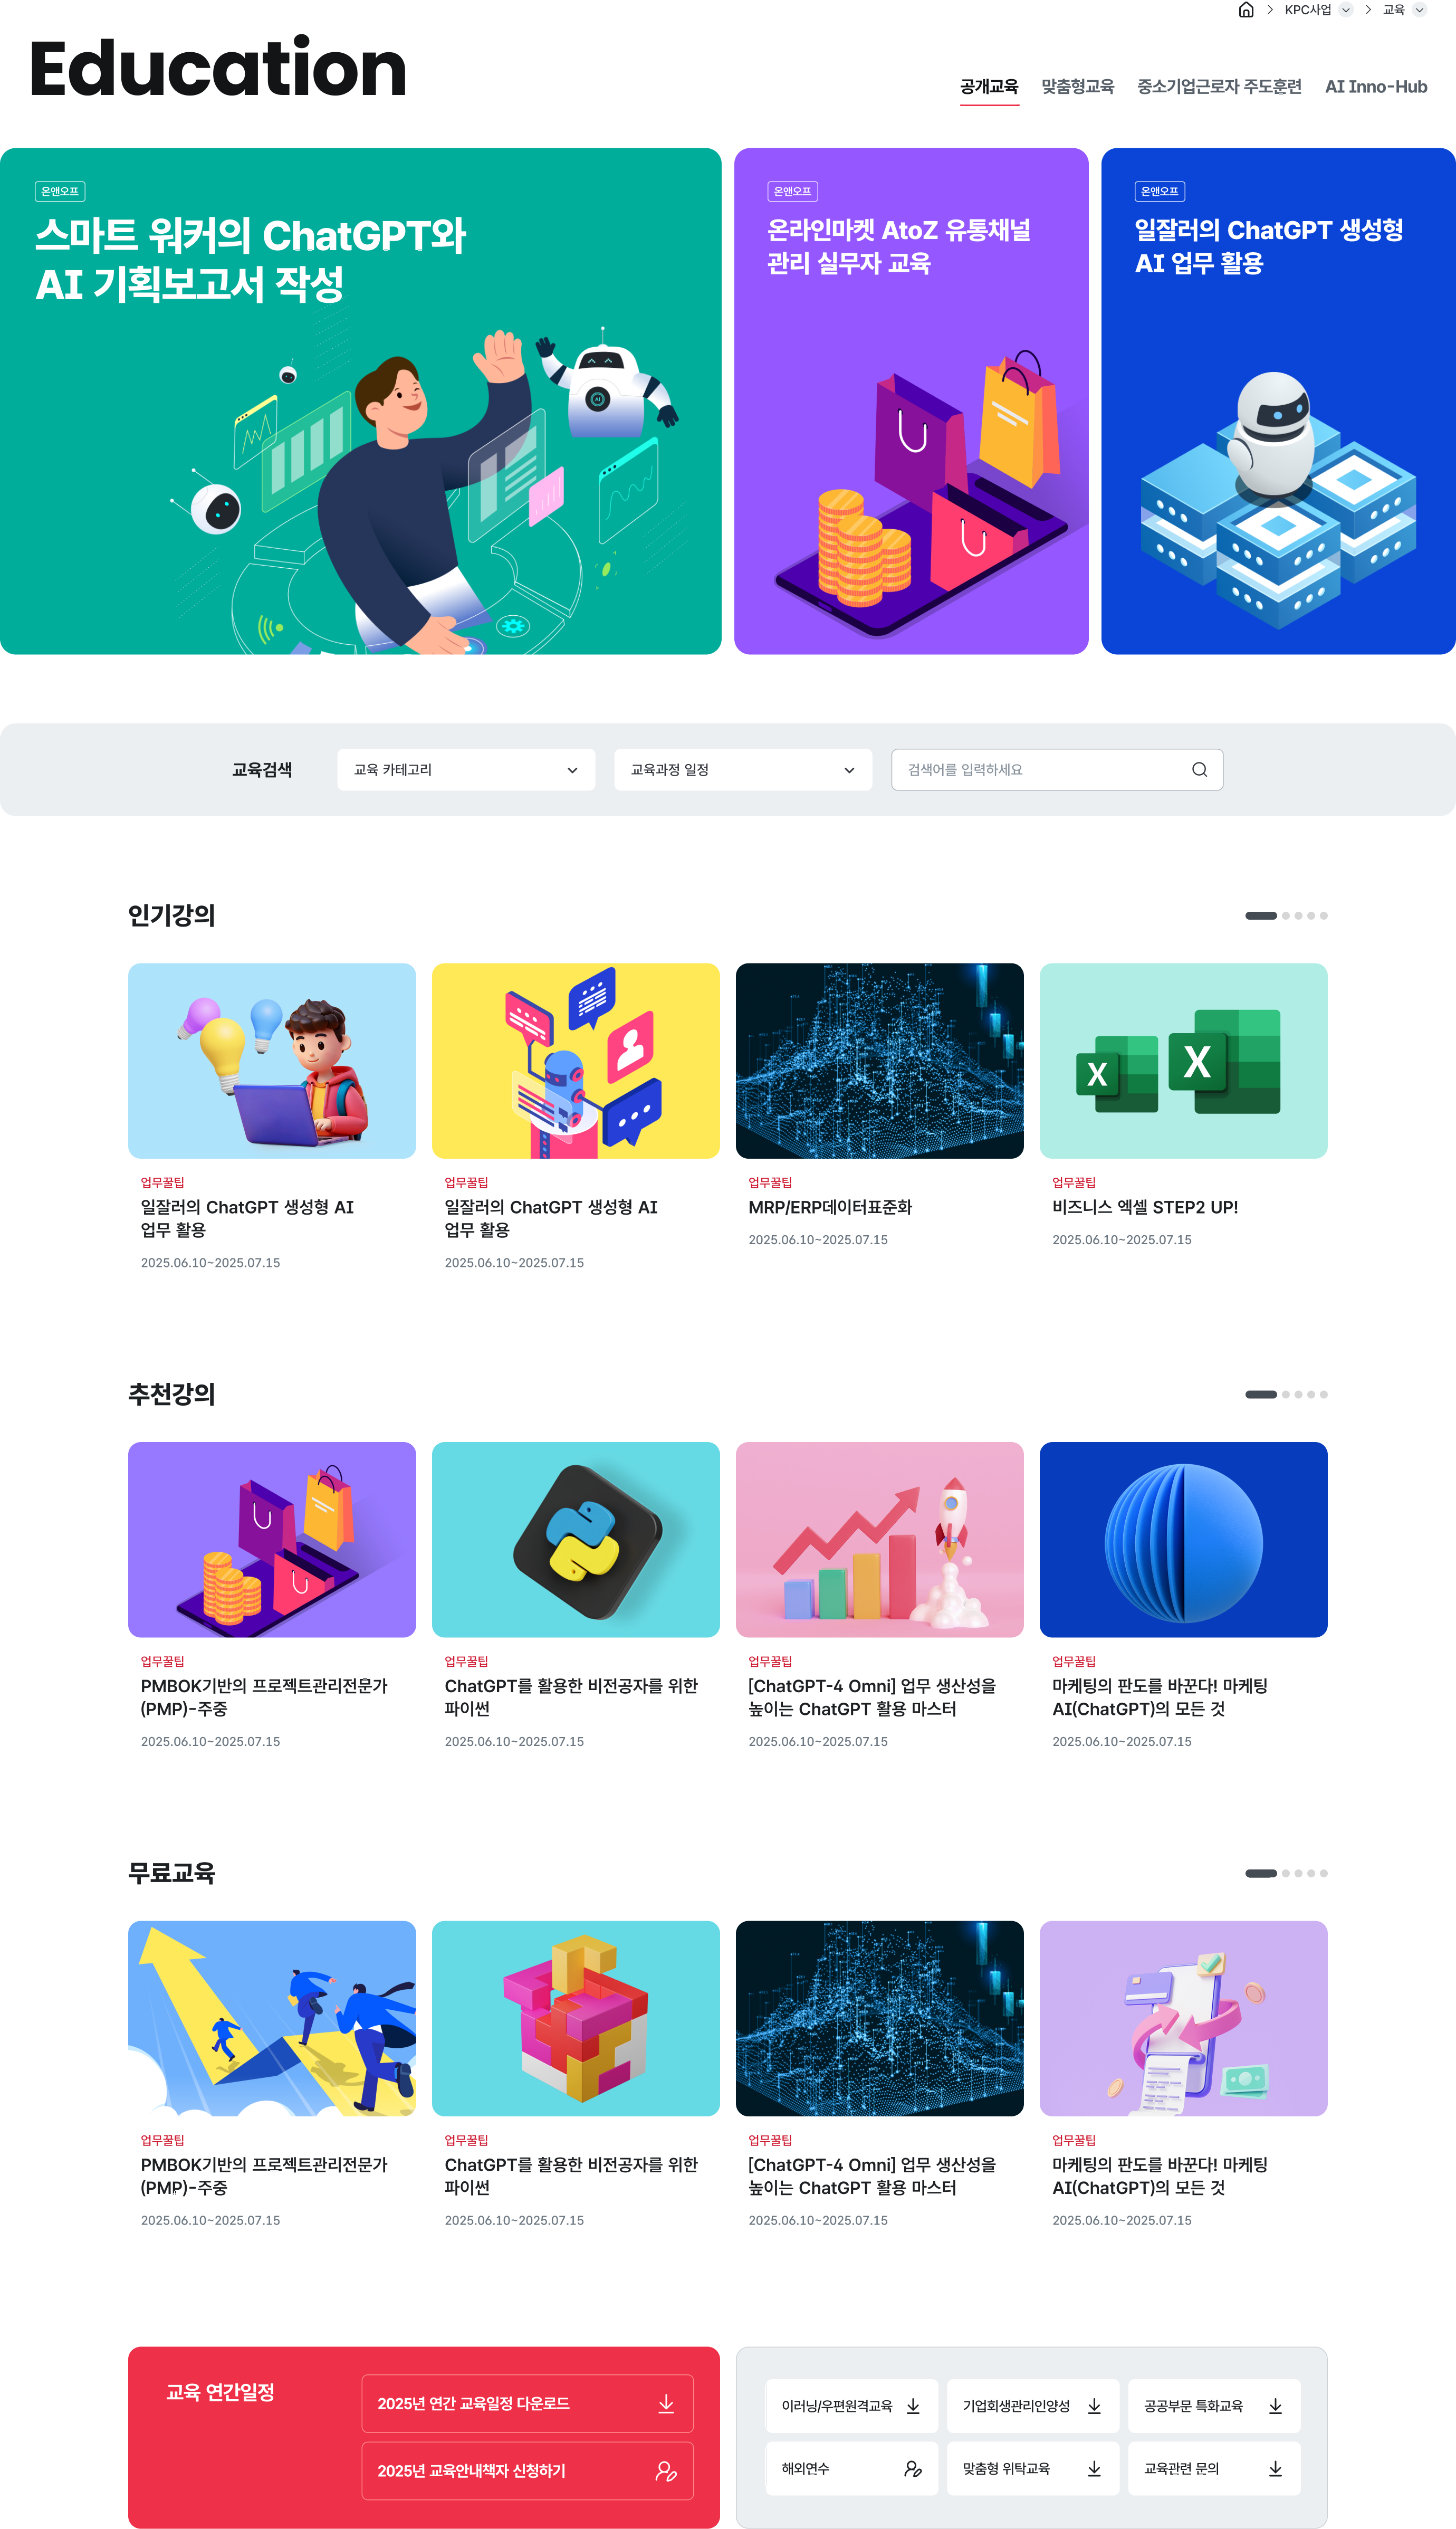 KPC사업
교육
Education
공개교육
맞춤형교육
중소기업근로자 주도훈련
AI Inno-Hub
온앤오프
스마트 워커의 ChatGPT와
AI 기획보고서 작성
AI
온앤오프
온라인마켓 AtoZ 유통채널
관리 실무자 교육
온앤오프
일잘러의 ChatGPT 생성형
AI 업무 활용
교육검색
교육 카테고리
교육과정 일정
검색어를 입력하세요
인기강의
X
X
업무꿀팁
일잘러의 ChatGPT 생성형 AI
업무 활용
2025.06.10~2025.07.15
업무꿀팁
일잘러의 ChatGPT 생성형 AI
업무 활용
2025.06.10~2025.07.15
업무꿀팁
MRP/ERP데이터표준화
2025.06.10~2025.07.15
업무꿀팁
비즈니스 엑셀 STEP2 UP!
2025.06.10~2025.07.15
추천강의
업무꿀팁
PMBOK기반의 프로젝트관리전문가
(PMP)-주중
2025.06.10~2025.07.15
업무꿀팁
ChatGPT를 활용한 비전공자를 위한
파이썬
2025.06.10~2025.07.15
업무꿀팁
[ChatGPT-4 Omni] 업무 생산성을
높이는 ChatGPT 활용 마스터
2025.06.10~2025.07.15
업무꿀팁
마케팅의 판도를 바꾼다! 마케팅
AI(ChatGPT)의 모든 것
2025.06.10~2025.07.15
무료교육
업무꿀팁
PMBOK기반의 프로젝트관리전문가
(PMP)-주중
2025.06.10~2025.07.15
업무꿀팁
ChatGPT를 활용한 비전공자를 위한
파이썬
2025.06.10~2025.07.15
업무꿀팁
[ChatGPT-4 Omni] 업무 생산성을
높이는 ChatGPT 활용 마스터
2025.06.10~2025.07.15
업무꿀팁
마케팅의 판도를 바꾼다! 마케팅
AI(ChatGPT)의 모든 것
2025.06.10~2025.07.15
교육 연간일정
2025년 연간 교육일정 다운로드
2025년 교육안내책자 신청하기
이러닝/우편원격교육
기업회생관리인양성
공공부문 특화교육
해외연수
맞춤형 위탁교육
교육관련 문의